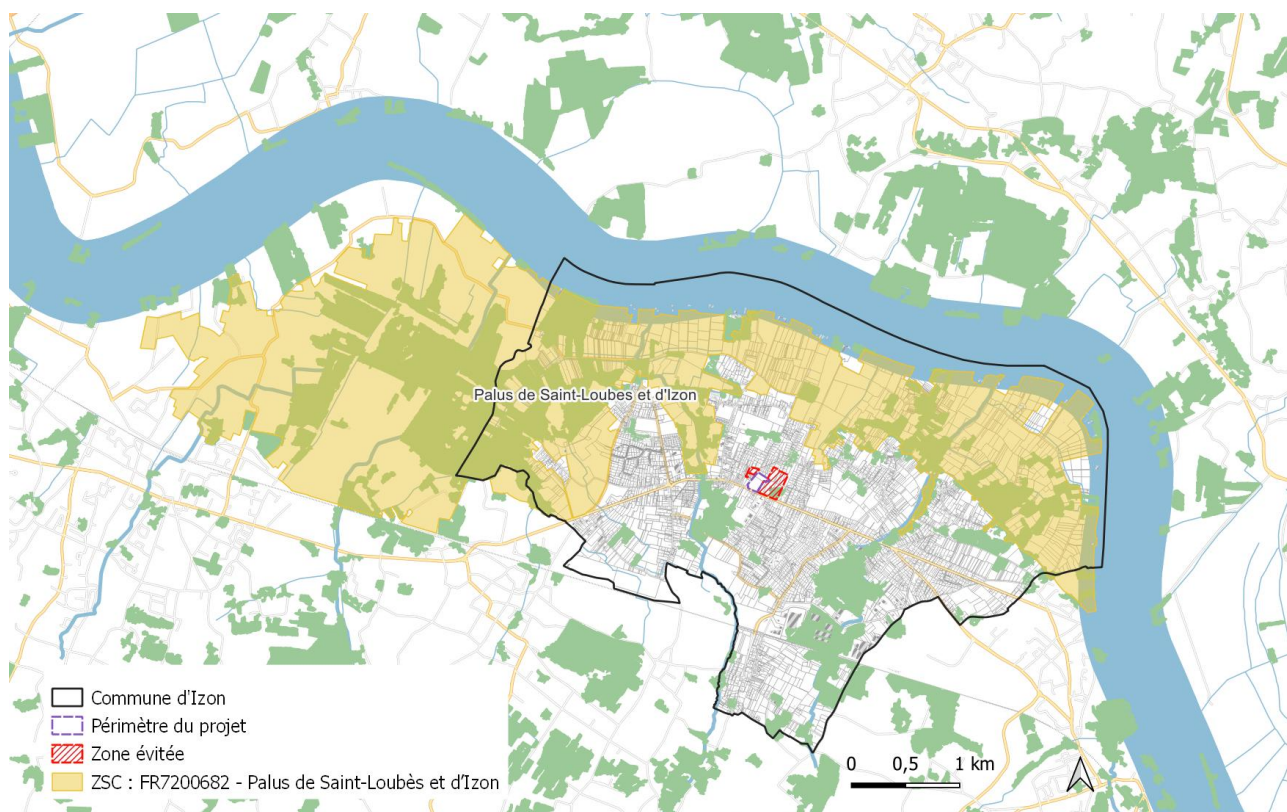 Palus de Saint-Loubes et d'Izon
Commune d'Izon
Périmètre du projet
Zone évitée
ZSC : FR7200682 - Palus de Saint-Loubès et d'Izon
0 0,5 1 km